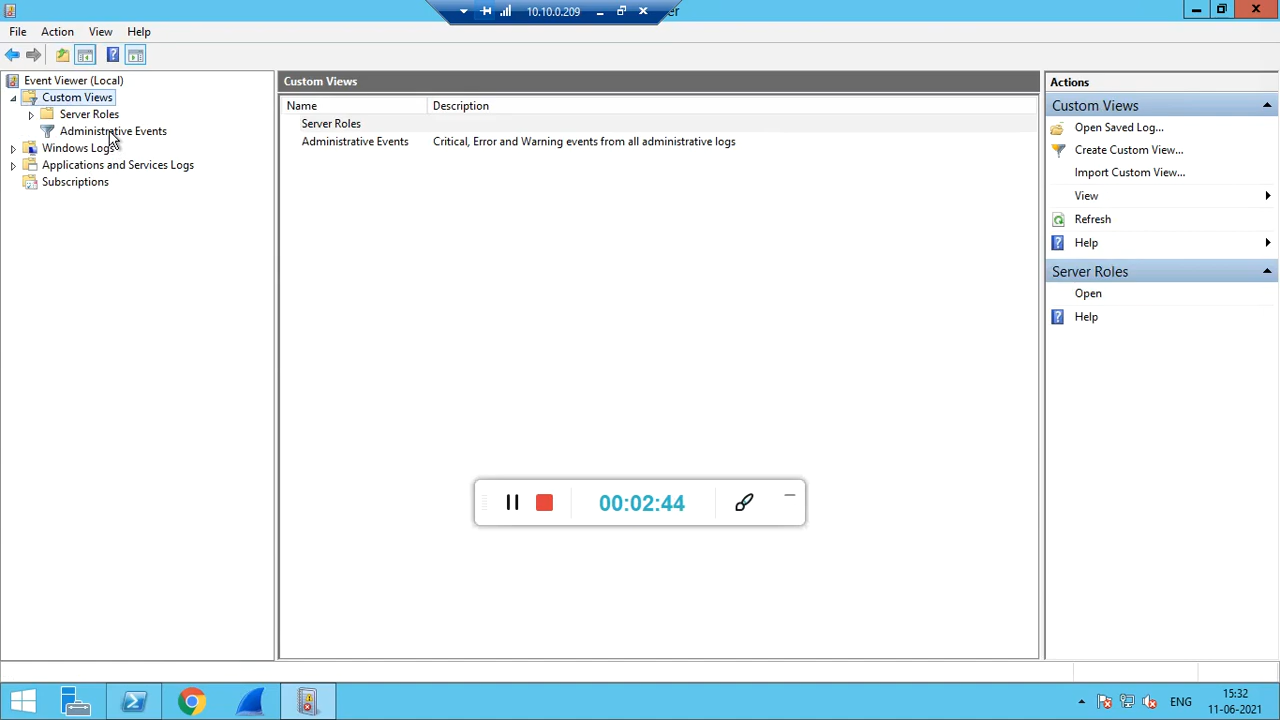 10.10.0.209
er
File Action View Help
Event Viewer (Local)
Custom Views
Server Roles
Administrative Events
Windows Logs
Applications and Services Logs
Subscriptions
Custom Views
Name Description
Server Roles
Administrative Events Critical, Error and Warning events from all administrative logs
Actions
Custom Views
Open Saved Log...
Create Custom View...
Import Custom View...
View
Refresh
Help
Server Roles
Open
Help
00:02:44
ENG
15:32
11-06-2021